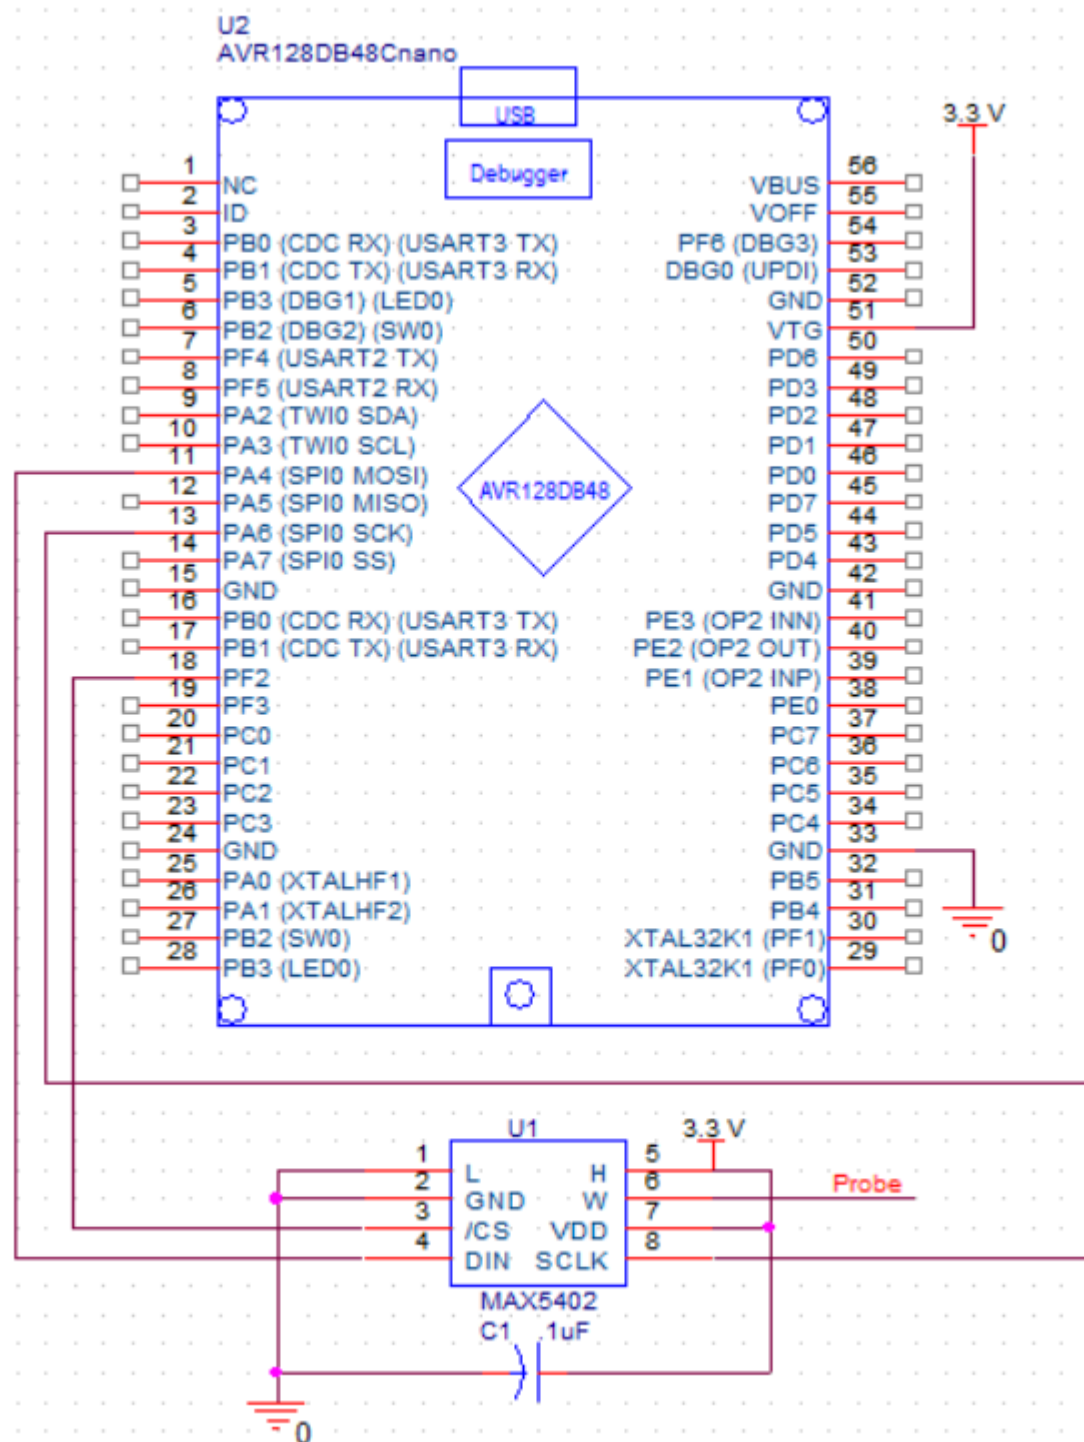 U2
AVR128DB48Cnano
USB
Debugger
3.3 V
1 NC
2 ID
3 PB0 (CDC RX) (USART3 TX)
4 PB1 (CDC TX) (USART3 RX)
5 PB3 (DBG1) (LED0)
6 PB2 (DBG2) (SW0)
7 PF4 (USART2 TX)
8 PF5 (USART2 RX)
9 PA2 (TWI0 SDA)
10 PA3 (TWI0 SCL)
11 PA4 (SPI0 MOSI)
12 PA5 (SPI0 MISO)
13 PA6 (SPI0 SCK)
14 PA7 (SPI0 SS)
15 GND
16 PB0 (CDC RX) (USART3 TX)
17 PB1 (CDC TX) (USART3 RX)
18 PF2
19 PF3
20 PC0
21 PC1
22 PC2
23 PC3
24 GND
25 PA0 (XTALHF1)
26 PA1 (XTALHF2)
27 PB2 (SW0)
28 PB3 (LED0)
AVR128DB48
VBUS 56
VOFF 55
PF6 (DBG3) 54
DBG0 (UPDI) 53
GND 52
VTG 51
PD6 50
PD3 49
PD2 48
PD1 47
PD0 46
PD7 45
PD5 44
PD4 43
GND 42
PE3 (OP2 INN) 41
PE2 (OP2 OUT) 40
PE1 (OP2 INP) 39
PE0 38
PC7 37
PC6 36
PC5 35
PC4 34
GND 33
PB5 32
PB4 31
XTAL32K1 (PF1) 30
XTAL32K1 (PF0) 29
0
U1
3.3 V
1 L
2 GND
3 /CS
4 DIN
H 5
W 6
VDD 7
SCLK 8
Probe
MAX5402
C1 .1uF
0